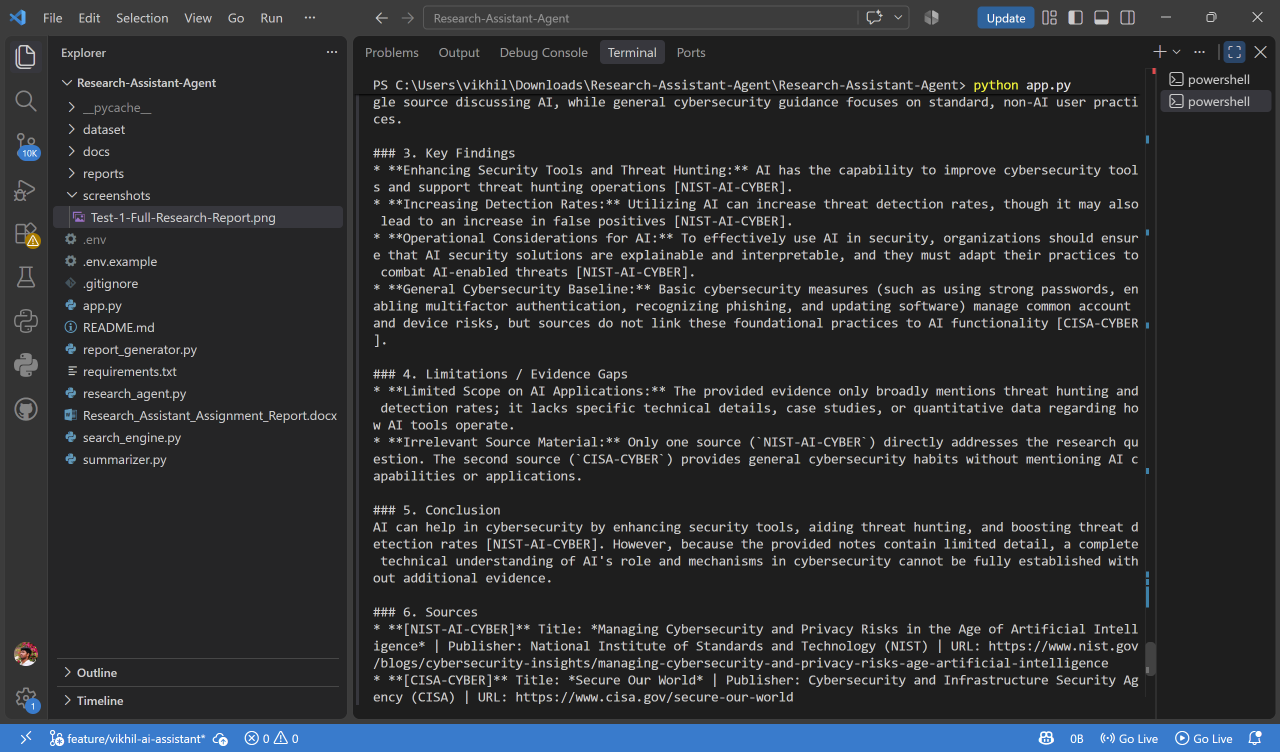 File Edit Selection View Go Run ···
Research-Assistant-Agent
Update
Explorer
Research-Assistant-Agent
__pycache__
dataset
docs
reports
screenshots
Test-1-Full-Research-Report.png
.env
.env.example
.gitignore
app.py
README.md
report_generator.py
requirements.txt
research_agent.py
Research_Assistant_Assignment_Report.docx
search_engine.py
summarizer.py
Outline
Timeline
10K
1
Problems Output Debug Console Terminal Ports
PS C:\Users\vikhil\Downloads\Research-Assistant-Agent\Research-Assistant-Agent> python app.py
gle source discussing AI, while general cybersecurity guidance focuses on standard, non-AI user practi
ces.
### 3. Key Findings
* **Enhancing Security Tools and Threat Hunting:** AI has the capability to improve cybersecurity tool
s and support threat hunting operations [NIST-AI-CYBER].
* **Increasing Detection Rates:** Utilizing AI can increase threat detection rates, though it may also
 lead to an increase in false positives [NIST-AI-CYBER].
* **Operational Considerations for AI:** To effectively use AI in security, organizations should ensur
e that AI security solutions are explainable and interpretable, and they must adapt their practices to
 combat AI-enabled threats [NIST-AI-CYBER].
* **General Cybersecurity Baseline:** Basic cybersecurity measures (such as using strong passwords, en
abling multifactor authentication, recognizing phishing, and updating software) manage common account
and device risks, but sources do not link these foundational practices to AI functionality [CISA-CYBER
].
### 4. Limitations / Evidence Gaps
* **Limited Scope on AI Applications:** The provided evidence only broadly mentions threat hunting and
 detection rates; it lacks specific technical details, case studies, or quantitative data regarding ho
w AI tools operate.
* **Irrelevant Source Material:** Only one source (`NIST-AI-CYBER`) directly addresses the research qu
estion. The second source (`CISA-CYBER`) provides general cybersecurity habits without mentioning AI c
apabilities or applications.
### 5. Conclusion
AI can help in cybersecurity by enhancing security tools, aiding threat hunting, and boosting threat d
etection rates [NIST-AI-CYBER]. However, because the provided notes contain limited detail, a complete
 technical understanding of AI's role and mechanisms in cybersecurity cannot be fully established with
out additional evidence.
### 6. Sources
* **[NIST-AI-CYBER]** Title: *Managing Cybersecurity and Privacy Risks in the Age of Artificial Intell
igence* | Publisher: National Institute of Standards and Technology (NIST) | URL: https://www.nist.gov
/blogs/cybersecurity-insights/managing-cybersecurity-and-privacy-risks-age-artificial-intelligence
* **[CISA-CYBER]** Title: *Secure Our World* | Publisher: Cybersecurity and Infrastructure Security Ag
ency (CISA) | URL: https://www.cisa.gov/secure-our-world
powershell
powershell
feature/vikhil-ai-assistant* 0 0 0B Go Live Go Live